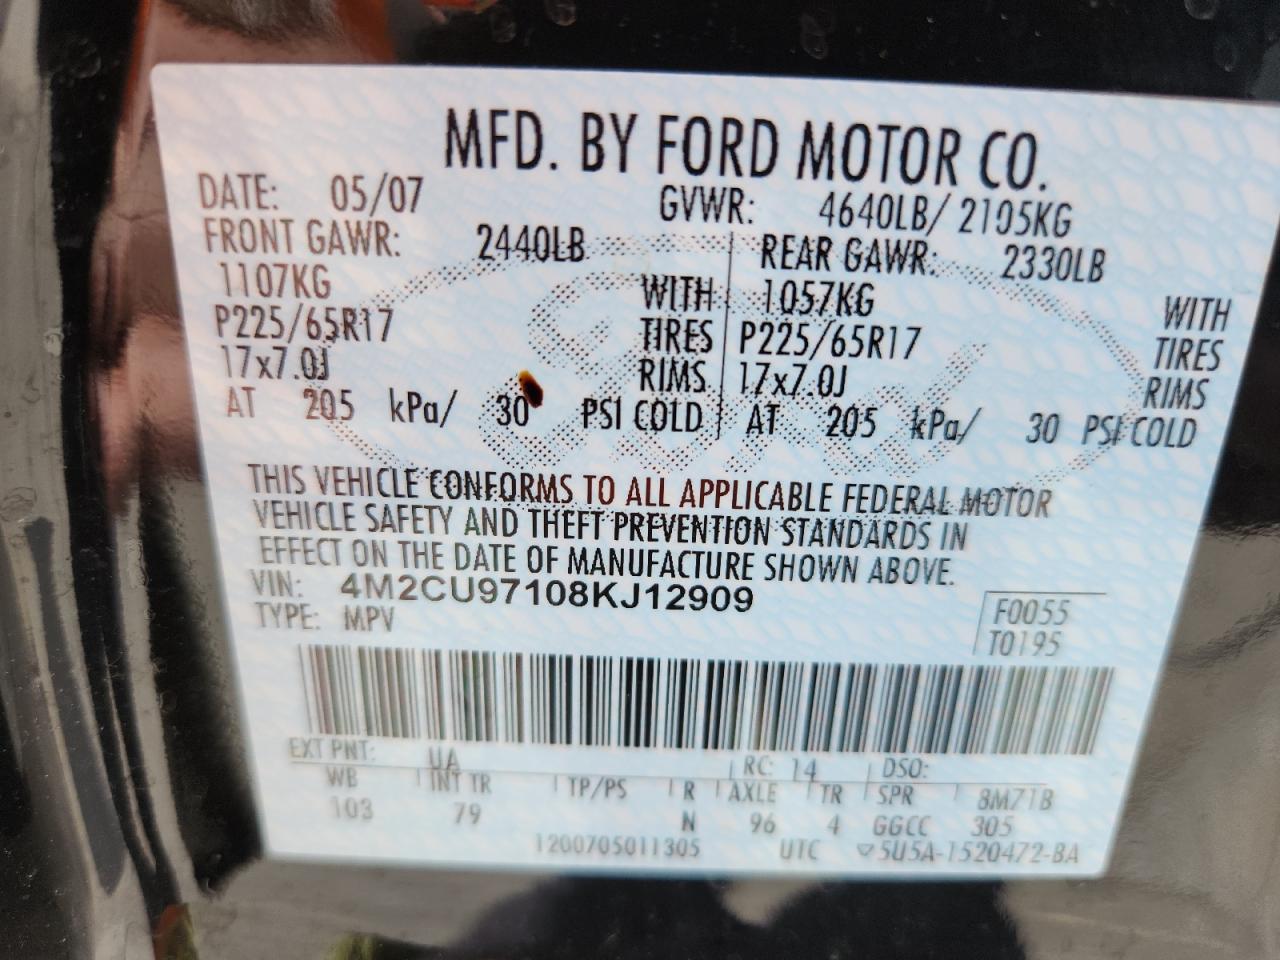 MFD. BY FORD MOTOR CO.
DATE: 05/07 GVWR: 4640LB/ 2105KG
FRONT GAWR: 2440LB REAR GAWR: 2330LB
1107KG WITH 1057KG WITH
P225/65R17 TIRES P225/65R17 TIRES
17x7.0J RIMS 17x7.0J RIMS
AT 205 kPa/ 30 PSI COLD AT 205 kPa/ 30 PSI COLD
THIS VEHICLE CONFORMS TO ALL APPLICABLE FEDERAL MOTOR
VEHICLE SAFETY AND THEFT PREVENTION STANDARDS IN
EFFECT ON THE DATE OF MANUFACTURE SHOWN ABOVE.
VIN: 4M2CU97108KJ12909
TYPE: MPV
F0055
T0195
EXT PNT: UA RC: 14 DSO:
WB INT TR TP/PS R AXLE TR SPR 8M71B
103 79 N 96 4 GGCC 305
1200705011305 UTC 5U5A-1520472-BA